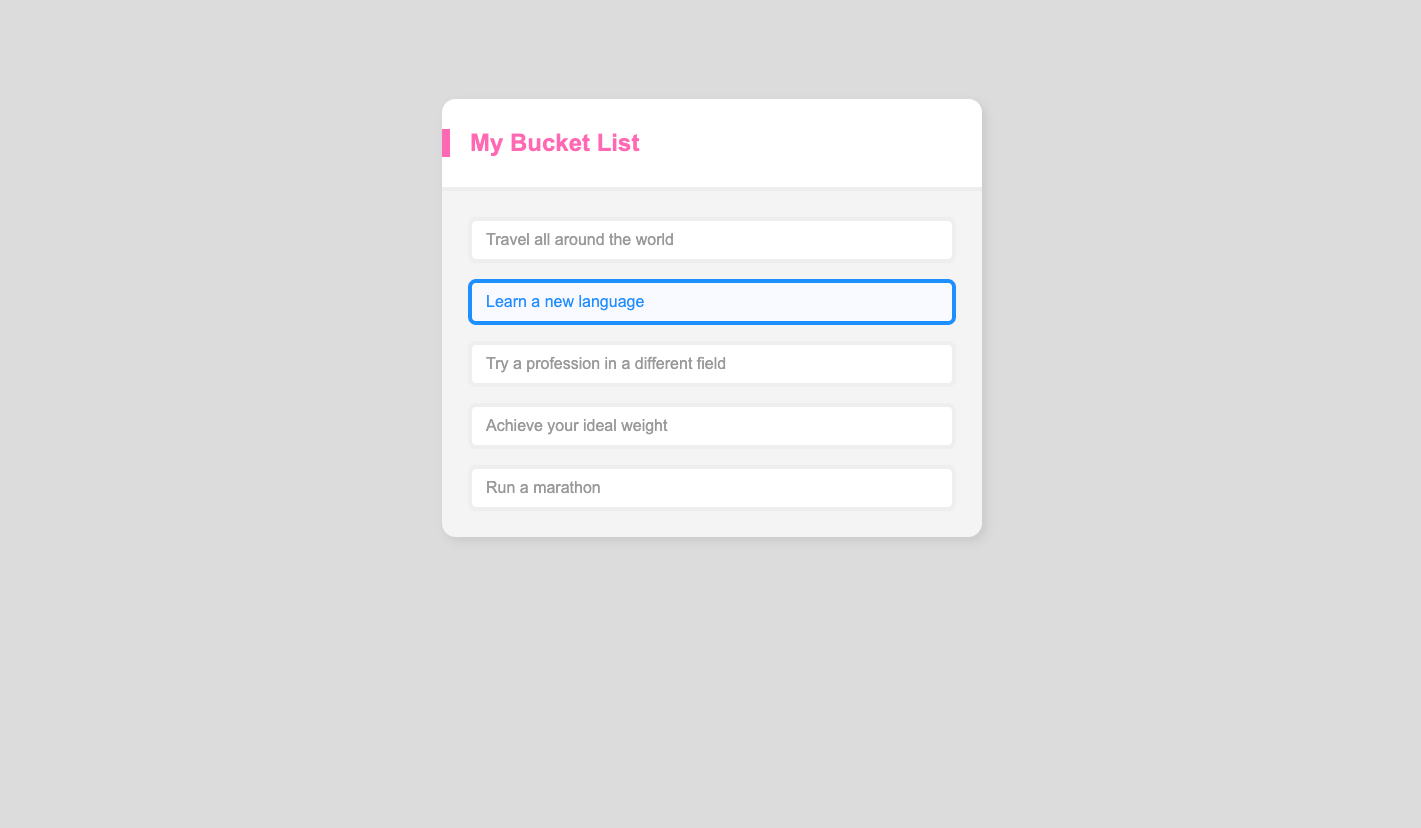 My Bucket List
Travel all around the world
Learn a new language
Try a profession in a different field
Achieve your ideal weight
Run a marathon